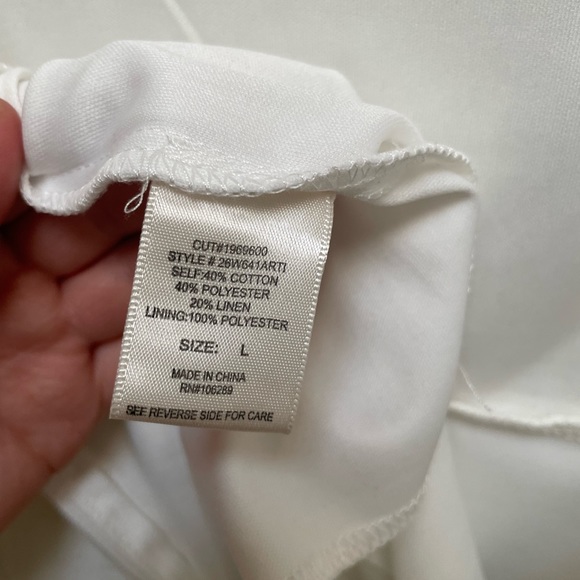 CUT#1969600
STYLE #.26W641ARTI
SELF:40% COTTON
40% POLYESTER
20% LINEN
LINING:100% POLYESTER
SIZE: L
MADE IN CHINA
RN#106269
SEE REVERSE SIDE FOR CARE